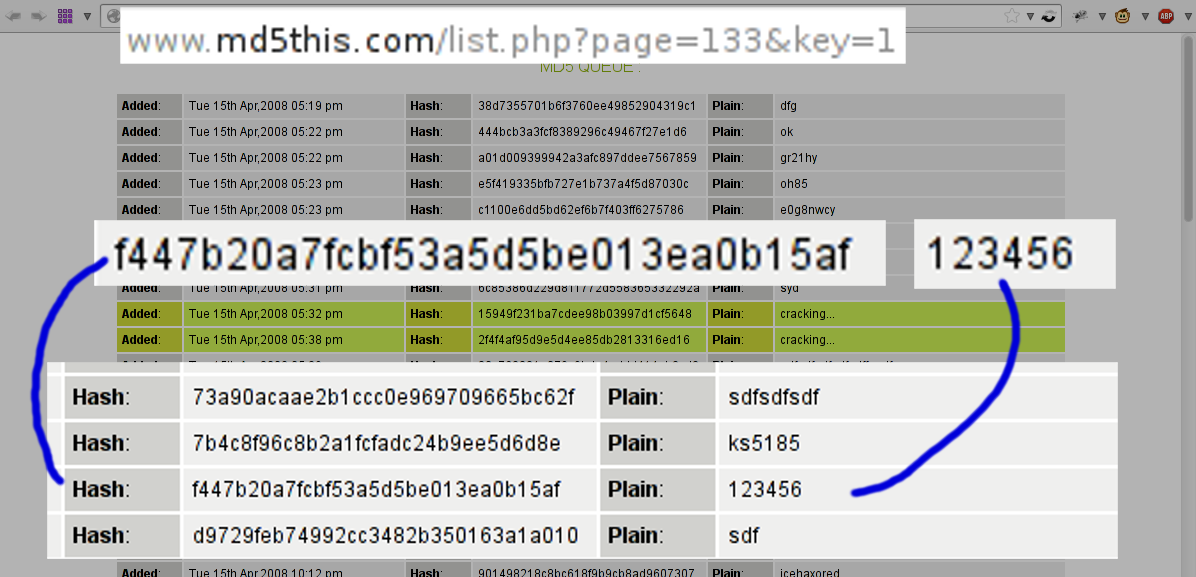 www.md5this.com/list.php?page=133&key=1
MD5 QUEUE .
Added: Tue 15th Apr,2008 05:19 pm Hash: 38d7355701b6f3760ee49852904319c1 Plain: dfg
Added: Tue 15th Apr,2008 05:22 pm Hash: 444bcb3a3fcf8389296c49467f27e1d6 Plain: ok
Added: Tue 15th Apr,2008 05:22 pm Hash: a01d009399942a3afc897ddee7567859 Plain: gr21hy
Added: Tue 15th Apr,2008 05:23 pm Hash: e5f419335bfb727e1b737a4f5d87030c Plain: oh85
Added: Tue 15th Apr,2008 05:23 pm Hash: c1100e6dd5bd62ef6b7f403ff6275786 Plain: e0g8nwcy
f447b20a7fcbf53a5d5be013ea0b15af 123456
Added: Tue 15th Apr,2008 05:31 pm Hash: 6c85386d229d811772d558365332292a Plain: syd
Added: Tue 15th Apr,2008 05:32 pm Hash: 15949f231ba7cdee98b03997d1cf5648 Plain: cracking...
Added: Tue 15th Apr,2008 05:38 pm Hash: 2f4f4af95d9e5d4ee85db2813316ed16 Plain: cracking...
Hash: 73a90acaae2b1ccc0e969709665bc62f Plain: sdfsdfsdf
Hash: 7b4c8f96c8b2a1fcfadc24b9ee5d6d8e Plain: ks5185
Hash: f447b20a7fcbf53a5d5be013ea0b15af Plain: 123456
Hash: d9729feb74992cc3482b350163a1a010 Plain: sdf
Added: Tue 15th Apr,2008 10:12 pm Hash: 901498218c8bc618f9b9cb8ad9607307 Plain: icehaxored
ABP